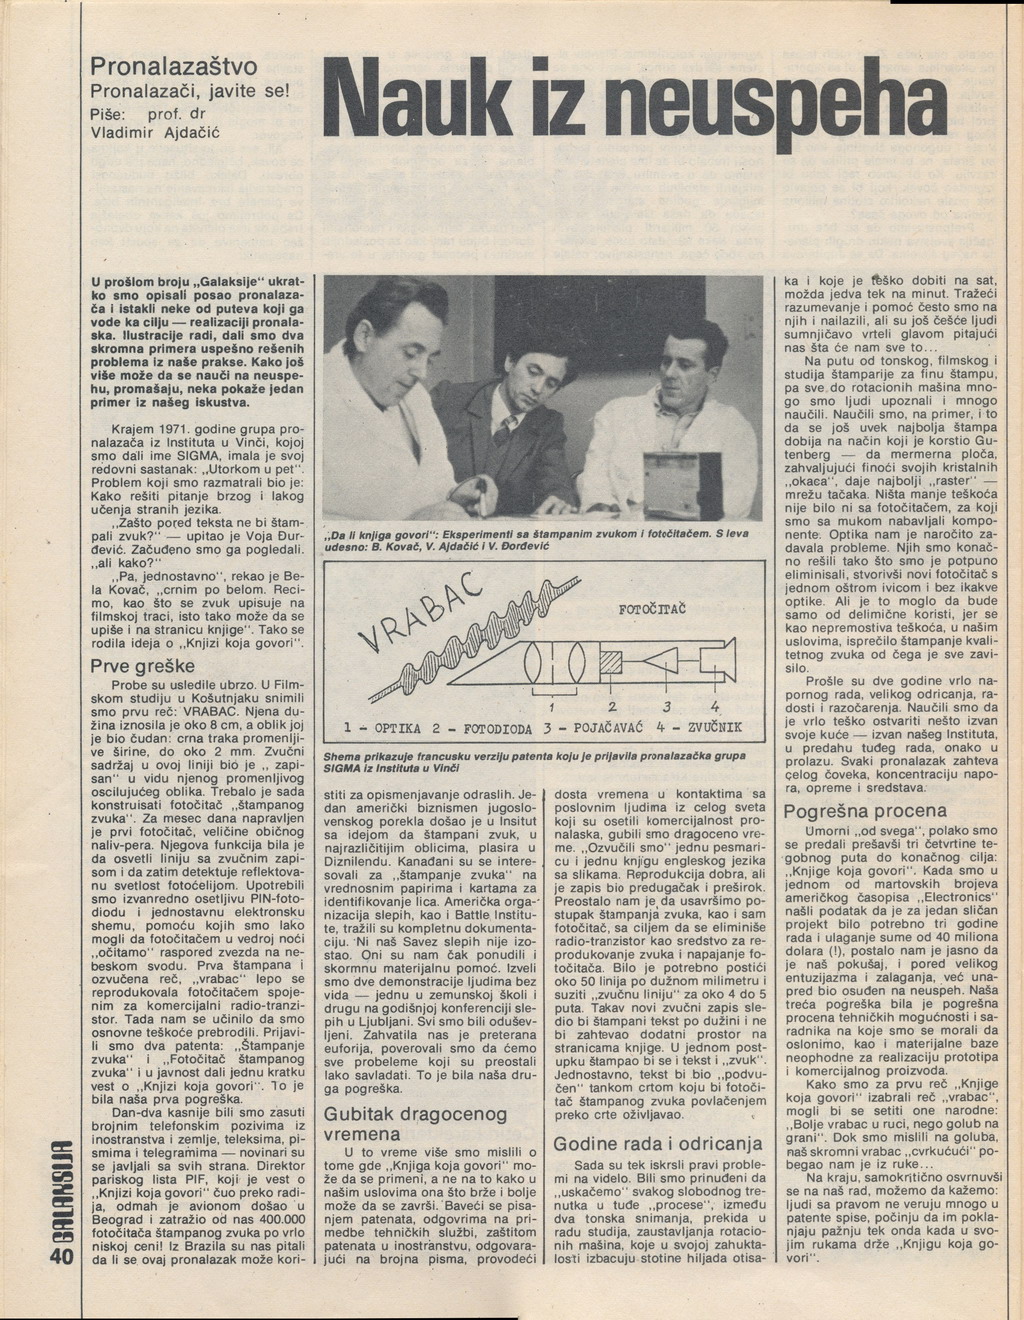 Pronalazaštvo
Pronalazači, javite se!
Piše: prof. dr
Vladimir Ajdačić
Nauk iz neuspeha
U prošlom broju „Galaksije“ ukrat-
ko smo opisali posao pronalaza-
ča i istakli neke od puteva koji ga
vode ka cilju — realizaciji pronala-
ska. Ilustracije radi, dali smo dva
skromna primera uspešno rešenih
problema iz naše prakse. Kako još
više može da se nauči na neuspe-
hu, promašaju, neka pokaže jedan
primer iz našeg iskustva.
Krajem 1971. godine grupa pro-
nalazača iz Instituta u Vinči, kojoj
smo dali ime SIGMA, imala je svoj
redovni sastanak: „Utorkom u pet“.
Problem koji smo razmatrali bio je:
Kako rešiti pitanje brzog i lakog
učenja stranih jezika.
„Zašto pored teksta ne bi štam-
pali zvuk?“ — upitao je Voja Đur-
đević. Začuđeno smo ga pogledali.
„ali kako?“
„Pa, jednostavno“, rekao je Be-
la Kovač, „crnim po belom. Reci-
mo, kao što se zvuk upisuje na
filmskoj traci, isto tako može da se
upiše i na stranicu knjige“. Tako se
rodila ideja o „Knjizi koja govori“.
Prve greške
Probe su usledile ubrzo. U Film-
skom studiju u Košutnjaku snimili
smo prvu reč: VRABAC. Njena du-
žina iznosila je oko 8 cm, a oblik joj
je bio čudan: crna traka promenlji-
ve širine, do oko 2 mm. Zvučni
sadržaj u ovoj liniji bio je „ zapi-
san“ u vidu njenog promenljivog
oscilujućeg oblika. Trebalo je sada
konstruisati fotočitač „štampanog
zvuka“. Za mesec dana napravljen
je prvi fotočitač, veličine običnog
naliv-pera. Njegova funkcija bila je
da osvetli liniju sa zvučnim zapi-
som i da zatim detektuje reflektova-
nu svetlost fotoćelijom. Upotrebili
smo izvanredno osetljivu PIN-foto-
diodu i jednostavnu elektronsku
shemu, pomoću kojih smo lako
mogli da fotočitačem u vedroj noći
„očitamo“ raspored zvezda na ne-
beskom svodu. Prva štampana i
ozvučena reč, „vrabac“ lepo se
reprodukovala fotočitačem spoje-
nim za komercijalni radio-tranzi-
stor. Tada nam se učinilo da smo
osnovne teškoće prebrodili. Prijavi-
li smo dva patenta: „Štampanje
zvuka“ i „Fotočitač štampanog
zvuka“ i u javnost dali jednu kratku
vest o „Knjizi koja govori“. To je
bila naša prva pogreška.
Dan-dva kasnije bili smo zasuti
brojnim telefonskim pozivima iz
inostranstva i zemlje, teleksima, pi-
smima i telegramima — novinari su
se javljali sa svih strana. Direktor
pariskog lista PIF, koji je vest o
„Knjizi koja govori“ čuo preko radi-
ja, odmah je avionom došao u
Beograd i zatražio od nas 400.000
fotočitača štampanog zvuka po vrlo
niskoj ceni! Iz Brazila su nas pitali
da li se ovaj pronalazak može kori-
„Da li knjiga govori“: Eksperimenti sa štampanim zvukom i fotočitačem. S leva
udesno: B. Kovač, V. Ajdačić i V. Đorđević
VRABAC
FOTOČITAČ
1 2 3 4
1 - OPTIKA 2 - FOTODIODA 3 - POJAČAVAČ 4 - ZVUČNIK
Shema prikazuje francusku verziju patenta koju je prijavila pronalazačka grupa
SIGMA iz Instituta u Vinči
stiti za opismenjavanje odraslih. Je-
dan američki biznismen jugoslo-
venskog porekla došao je u Insitut
sa idejom da štampani zvuk, u
najrazličitijim oblicima, plasira u
Diznilendu. Kanađani su se intere-
sovali za „štampanje zvuka“ na
vrednosnim papirima i kartama za
identifikovanje lica. Američka orga-
nizacija slepih, kao i Battle Institu-
te, tražili su kompletnu dokumenta-
ciju. Ni naš Savez slepih nije izo-
stao. Oni su nam čak ponudili i
skormnu materijalnu pomoć. Izveli
smo dve demonstracije ljudima bez
vida — jednu u zemunskoj školi i
drugu na godišnjoj konferenciji sle-
pih u Ljubljani. Svi smo bili odušev-
ljeni. Zahvatila nas je preterana
euforija, poverovali smo da ćemo
sve probeleme koji su preostali
lako savladati. To je bila naša dru-
ga pogreška.
Gubitak dragocenog
vremena
U to vreme više smo mislili o
tome gde „Knjiga koja govori“ mo-
že da se primeni, a ne na to kako u
našim uslovima ona što brže i bolje
može da se završi. Baveći se pisa-
njem patenata, odgovrima na pri-
medbe tehničkih službi, zaštitom
patenata u inostranstvu, odgovara-
jući na brojna pisma, provodeći
dosta vremena u kontaktima sa
poslovnim ljudima iz celog sveta
koji su osetili komercijalnost pro-
nalaska, gubili smo dragoceno vre-
me. „Ozvučili smo“ jednu pesmari-
cu i jednu knjigu engleskog jezika
sa slikama. Reprodukcija dobra, ali
je zapis bio predugačak i preširok.
Preostalo nam je da usavršimo po-
stupak štampanja zvuka, kao i sam
fotočitač, sa ciljem da se eliminiše
radio-tranzistor kao sredstvo za re-
produkovanje zvuka i napajanje fo-
točitača. Bilo je potrebno postići
oko 50 linija po dužnom milimetru i
suziti „zvučnu liniju“ za oko 4 do 5
puta. Takav novi zvučni zapis sle-
dio bi štampani tekst po dužini i ne
bi zahtevao dodatni prostor na
stranicama knjige. U jednom post-
upku štampao bi se i tekst i „zvuk“.
Jednostavno, tekst bi bio „podvu-
čen“ tankom crtom koju bi fotoči-
tač štampanog zvuka povlačenjem
preko crte oživljavao.
Godine rada i odricanja
Sada su tek iskrsli pravi proble-
mi na videlo. Bili smo prinuđeni da
„uskačemo“ svakog slobodnog tre-
nutka u tuđe „procese“, između
dva tonska snimanja, prekida u
radu studija, zaustavljanja rotacio-
nih mašina, koje u svojoj zahukta-
losti izbacuju stotine hiljada otisa-
ka i koje je teško dobiti na sat,
možda jedva tek na minut. Tražeći
razumevanje i pomoć često smo na
njih i nailazili, ali su još češće ljudi
sumnjičavo vrteli glavom pitajući
nas šta će nam sve to...
Na putu od tonskog, filmskog i
studija štamparije za finu štampu,
pa sve do rotacionih mašina mno-
go smo ljudi upoznali i mnogo
naučili. Naučili smo, na primer, i to
da se još uvek najbolja štampa
dobija na način koji je korstio Gu-
tenberg — da mermerna ploča,
zahvaljujući finoći svojih kristalnih
„okaca“, daje najbolji „raster“ —
mrežu tačaka. Ništa manje teškoća
nije bilo ni sa fotočitačem, za koji
smo sa mukom nabavljali kompo-
nente. Optika nam je naročito za-
davala probleme. Njih smo konač-
no rešili tako što smo je potpuno
eliminisali, stvorivši novi fotočitač s
jednom oštrom ivicom i bez ikakve
optike. Ali je to moglo da bude
samo od delimične koristi, jer se
kao nepremostiva teškoća, u našim
uslovima, isprečilo štampanje kvali-
tetnog zvuka od čega je sve zavi-
silo.
Prošle su dve godine vrlo na-
pornog rada, velikog odricanja, ra-
dosti i razočarenja. Naučili smo da
je vrlo teško ostvariti nešto izvan
svoje kuće — izvan našeg Instituta,
u predahu tuđeg rada, onako u
prolazu. Svaki pronalazak zahteva
celog čoveka, koncentraciju napo-
ra, opreme i sredstava.
Pogrešna procena
Umorni „od svega“, polako smo
se predali prešavši tri četvrtine te-
gobnog puta do konačnog cilja:
„Knjige koja govori“. Kada smo u
jednom od martovskih brojeva
američkog časopisa „Electronics“
našli podatak da je za jedan sličan
projekt bilo potrebno tri godine
rada i ulaganje sume od 40 miliona
dolara (!), postalo nam je jasno da
je naš pokušaj, i pored velikog
entuzijazma i zalaganja, već una-
pred bio osuđen na neuspeh. Naša
treća pogreška bila je pogrešna
procena tehničkih mogućnosti i sa-
radnika na koje smo se morali da
oslonimo, kao i materijalne baze
neophodne za realizaciju prototipa
i komercijalnog proizvoda.
Kako smo za prvu reč „Knjige
koja govori“ izabrali reč „vrabac“,
mogli bi se setiti one narodne:
„Bolje vrabac u ruci, nego golub na
grani“. Dok smo mislili na goluba,
naš skromni vrabac „cvrkućući“ po-
begao nam je iz ruke...
Na kraju, samokritično osvrnuvši
se na naš rad, možemo da kažemo:
ljudi sa pravom ne veruju mnogo u
patente spise, počinju da im pokla-
njaju pažnju tek onda kada u svo-
jim rukama drže „Knjigu koja go-
vori“.
GALAKSIJA
40